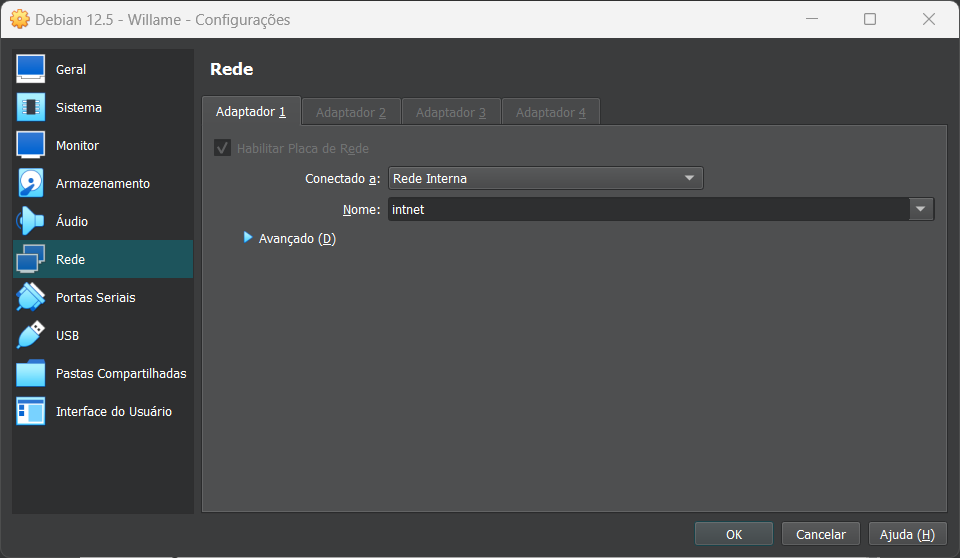 Debian 12.5 - Willame - Configurações
Geral
Sistema
Monitor
Armazenamento
Áudio
Rede
Portas Seriais
USB
Pastas Compartilhadas
Interface do Usuário
Rede
Adaptador 1 Adaptador 2 Adaptador 3 Adaptador 4
Habilitar Placa de Rede
Conectado a: Rede Interna
Nome: intnet
Avançado (D)
OK Cancelar Ajuda (H)